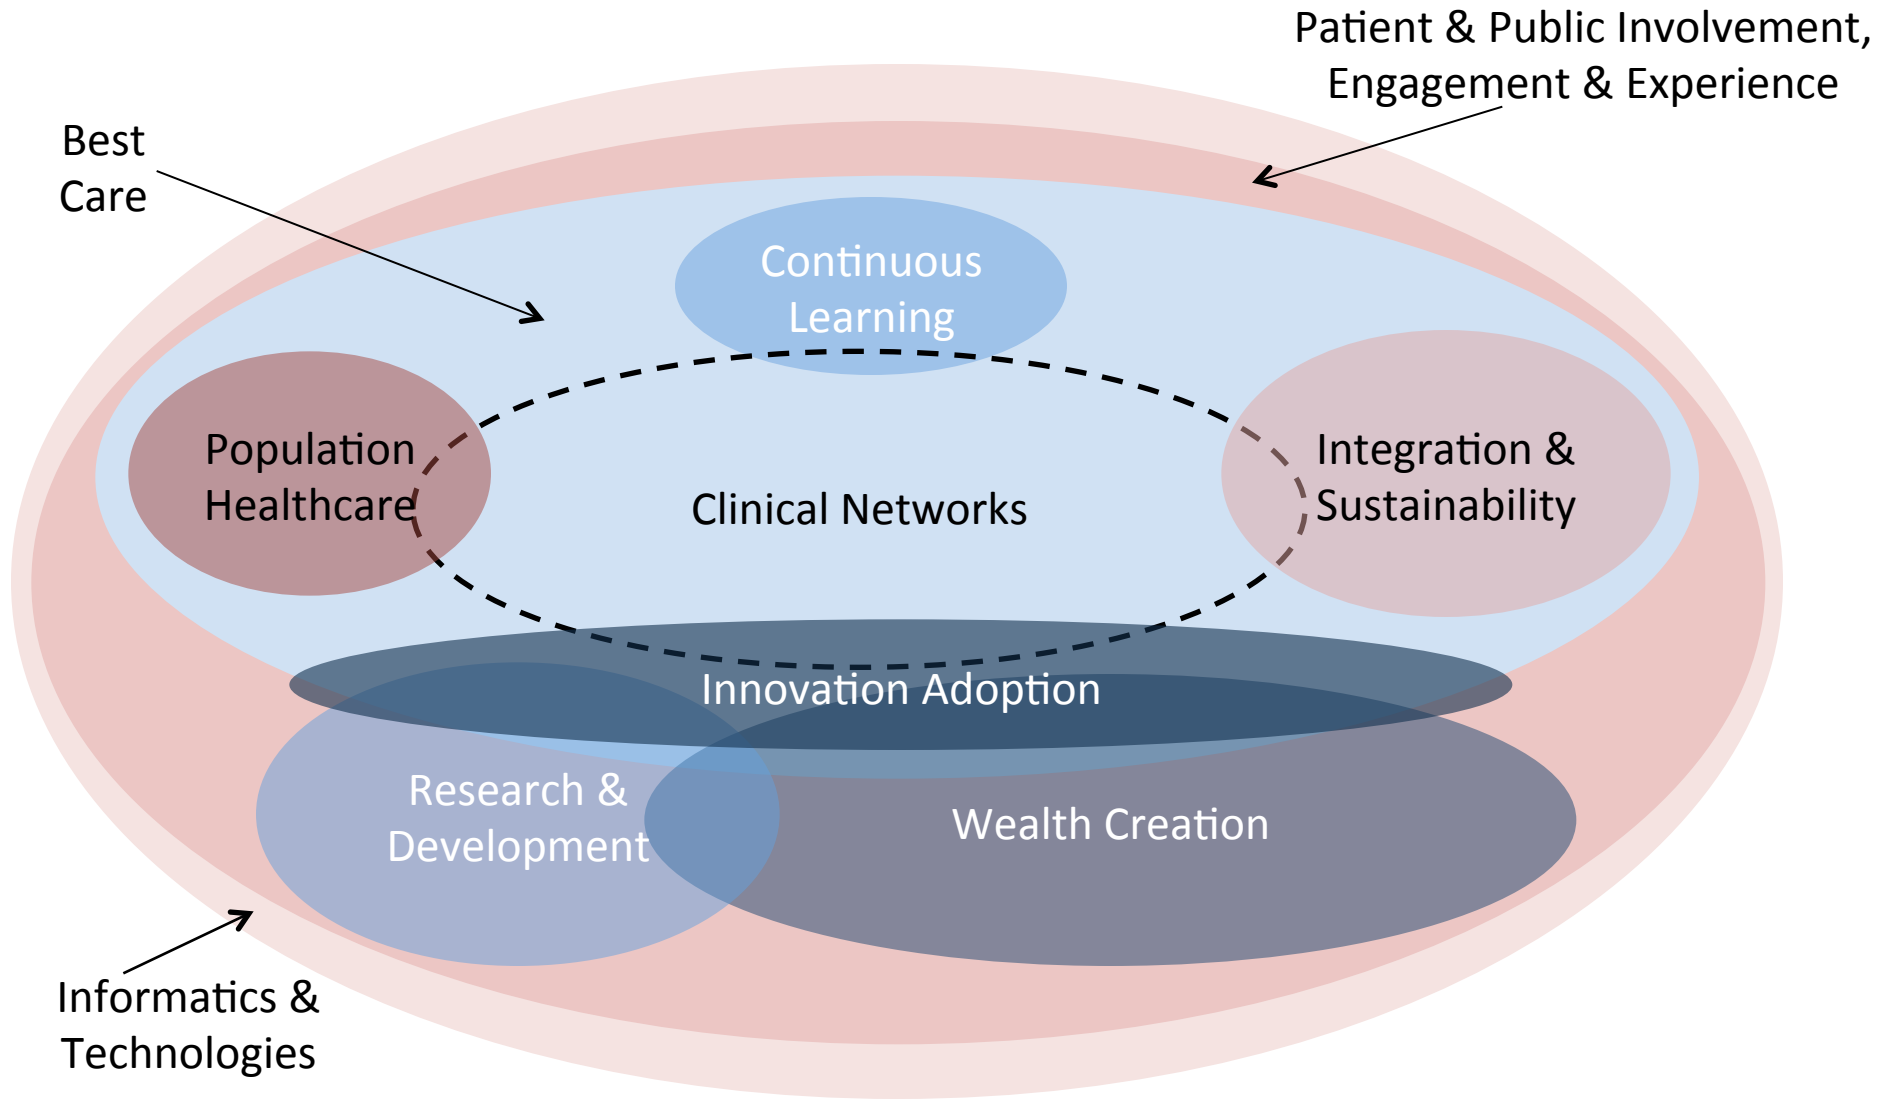 Patient & Public Involvement,
Engagement & Experience
Best
Care
Continuous
Learning
Population
Healthcare
Clinical Networks
Integration &
Sustainability
Innovation Adoption
Research &
Development
Wealth Creation
Informatics &
Technologies